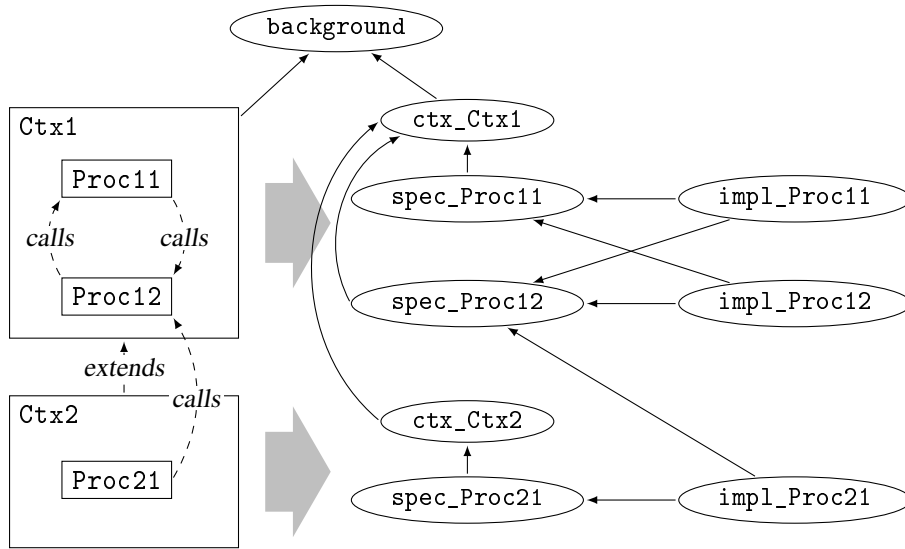 background
Ctx1
Proc11
calls
calls
Proc12
extends
calls
Ctx2
Proc21
ctx_Ctx1
spec_Proc11
impl_Proc11
spec_Proc12
impl_Proc12
ctx_Ctx2
spec_Proc21
impl_Proc21